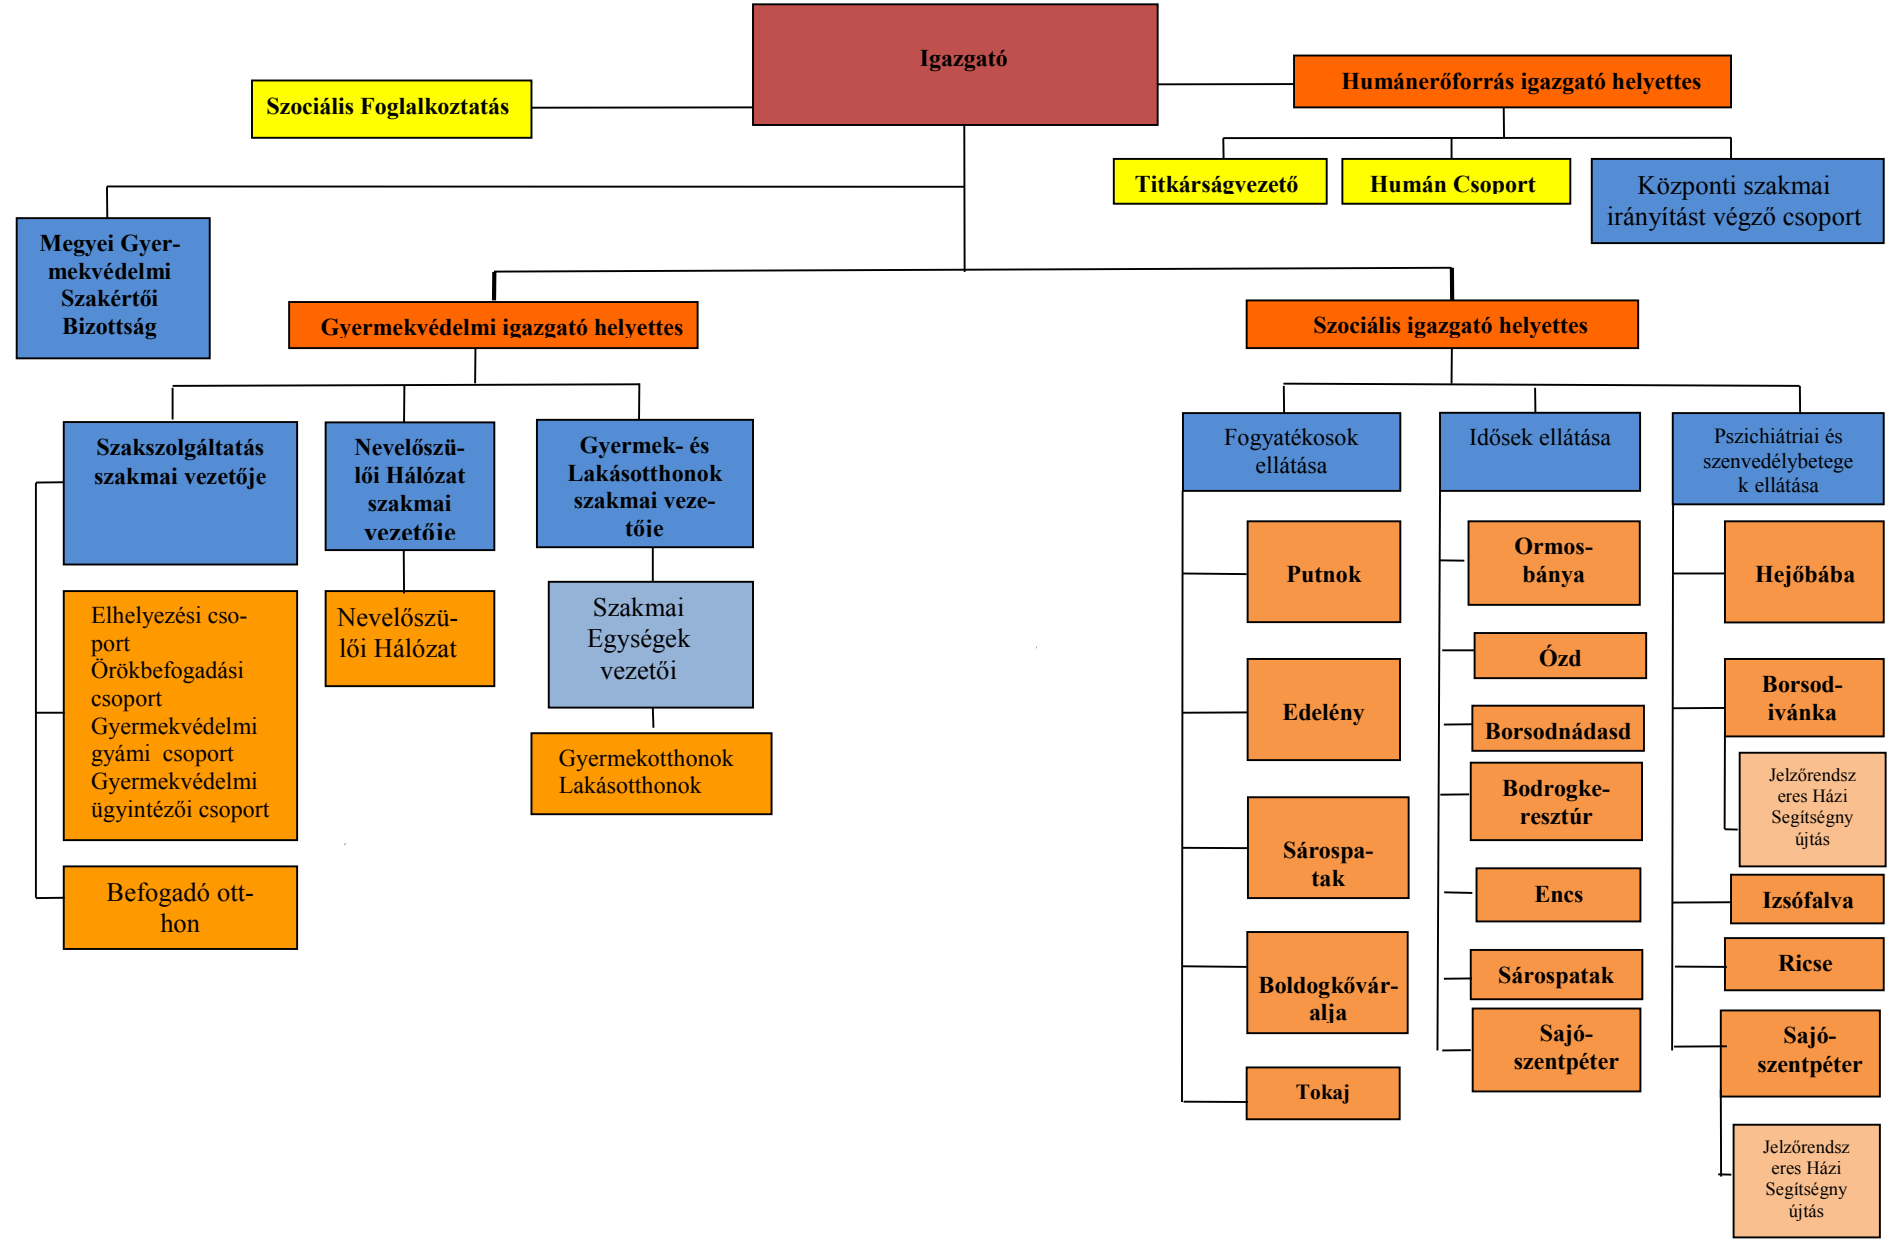 Igazgató
Humánerőforrás igazgató helyettes
Szociális Foglalkoztatás
Titkárságvezető
Humán Csoport
Központi szakmai
irányítást végző csoport
Megyei Gyer-
mekvédelmi
Szakértői
Bizottság
Gyermekvédelmi igazgató helyettes
Szociális igazgató helyettes
Szakszolgáltatás
szakmai vezetője
Nevelőszü-
lői Hálózat
szakmai
vezetője
Gyermek- és
Lakásotthonok
szakmai veze-
tője
Elhelyezési cso-
port
Örökbefogadási
csoport
Gyermekvédelmi
gyámi csoport
Gyermekvédelmi
ügyintézői csoport
Befogadó ott-
hon
Nevelőszü-
lői Hálózat
Szakmai
Egységek
vezetői
Gyermekotthonok
Lakásotthonok
Fogyatékosok
ellátása
Putnok
Edelény
Sárospa-
tak
Boldogkővár-
alja
Tokaj
Idősek ellátása
Ormos-
bánya
Ózd
Borsodnádasd
Bodrogke-
resztúr
Encs
Sárospatak
Sajó-
szentpéter
Pszichiátriai és
szenvedélybetege
k ellátása
Hejőbába
Borsod-
ivánka
Jelzőrendsz
eres Házi
Segítségny
újtás
Izsófalva
Ricse
Sajó-
szentpéter
Jelzőrendsz
eres Házi
Segítségny
újtás